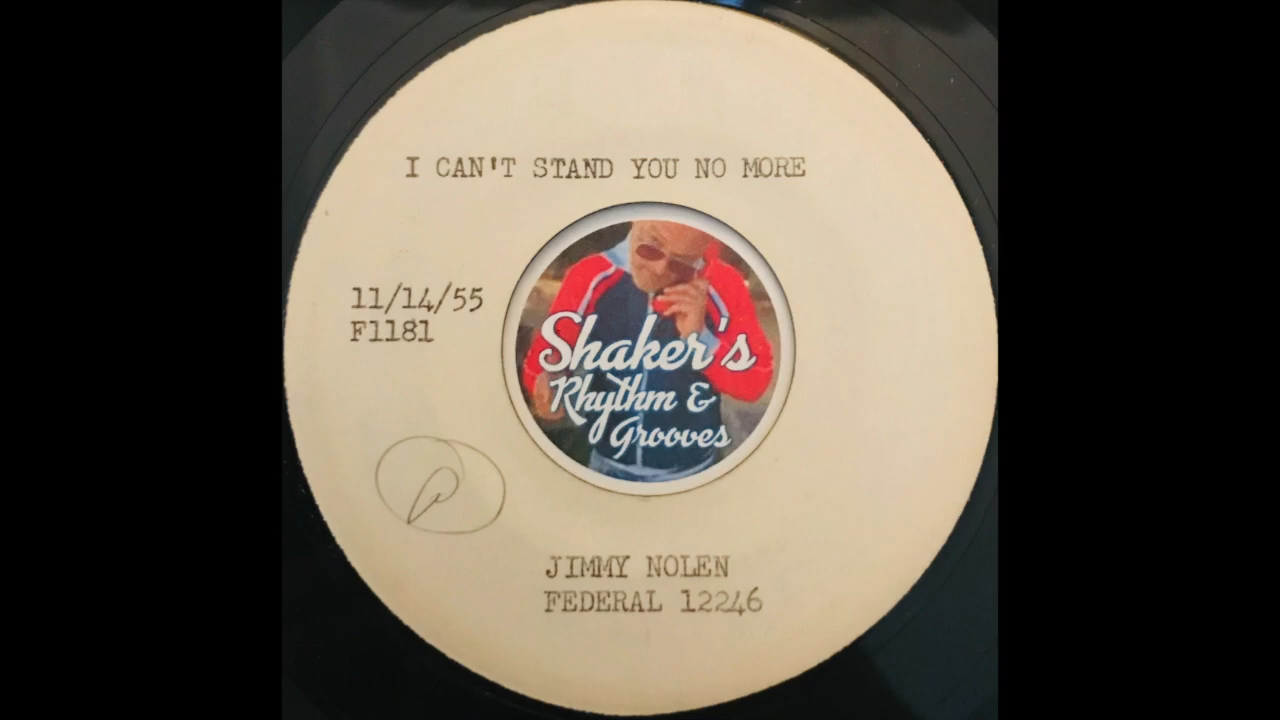 I CAN'T STAND YOU NO MORE
11/14/55
F1181
Shaker's
Rhythm &
Grooves
P
JIMMY NOLEN
FEDERAL 12246